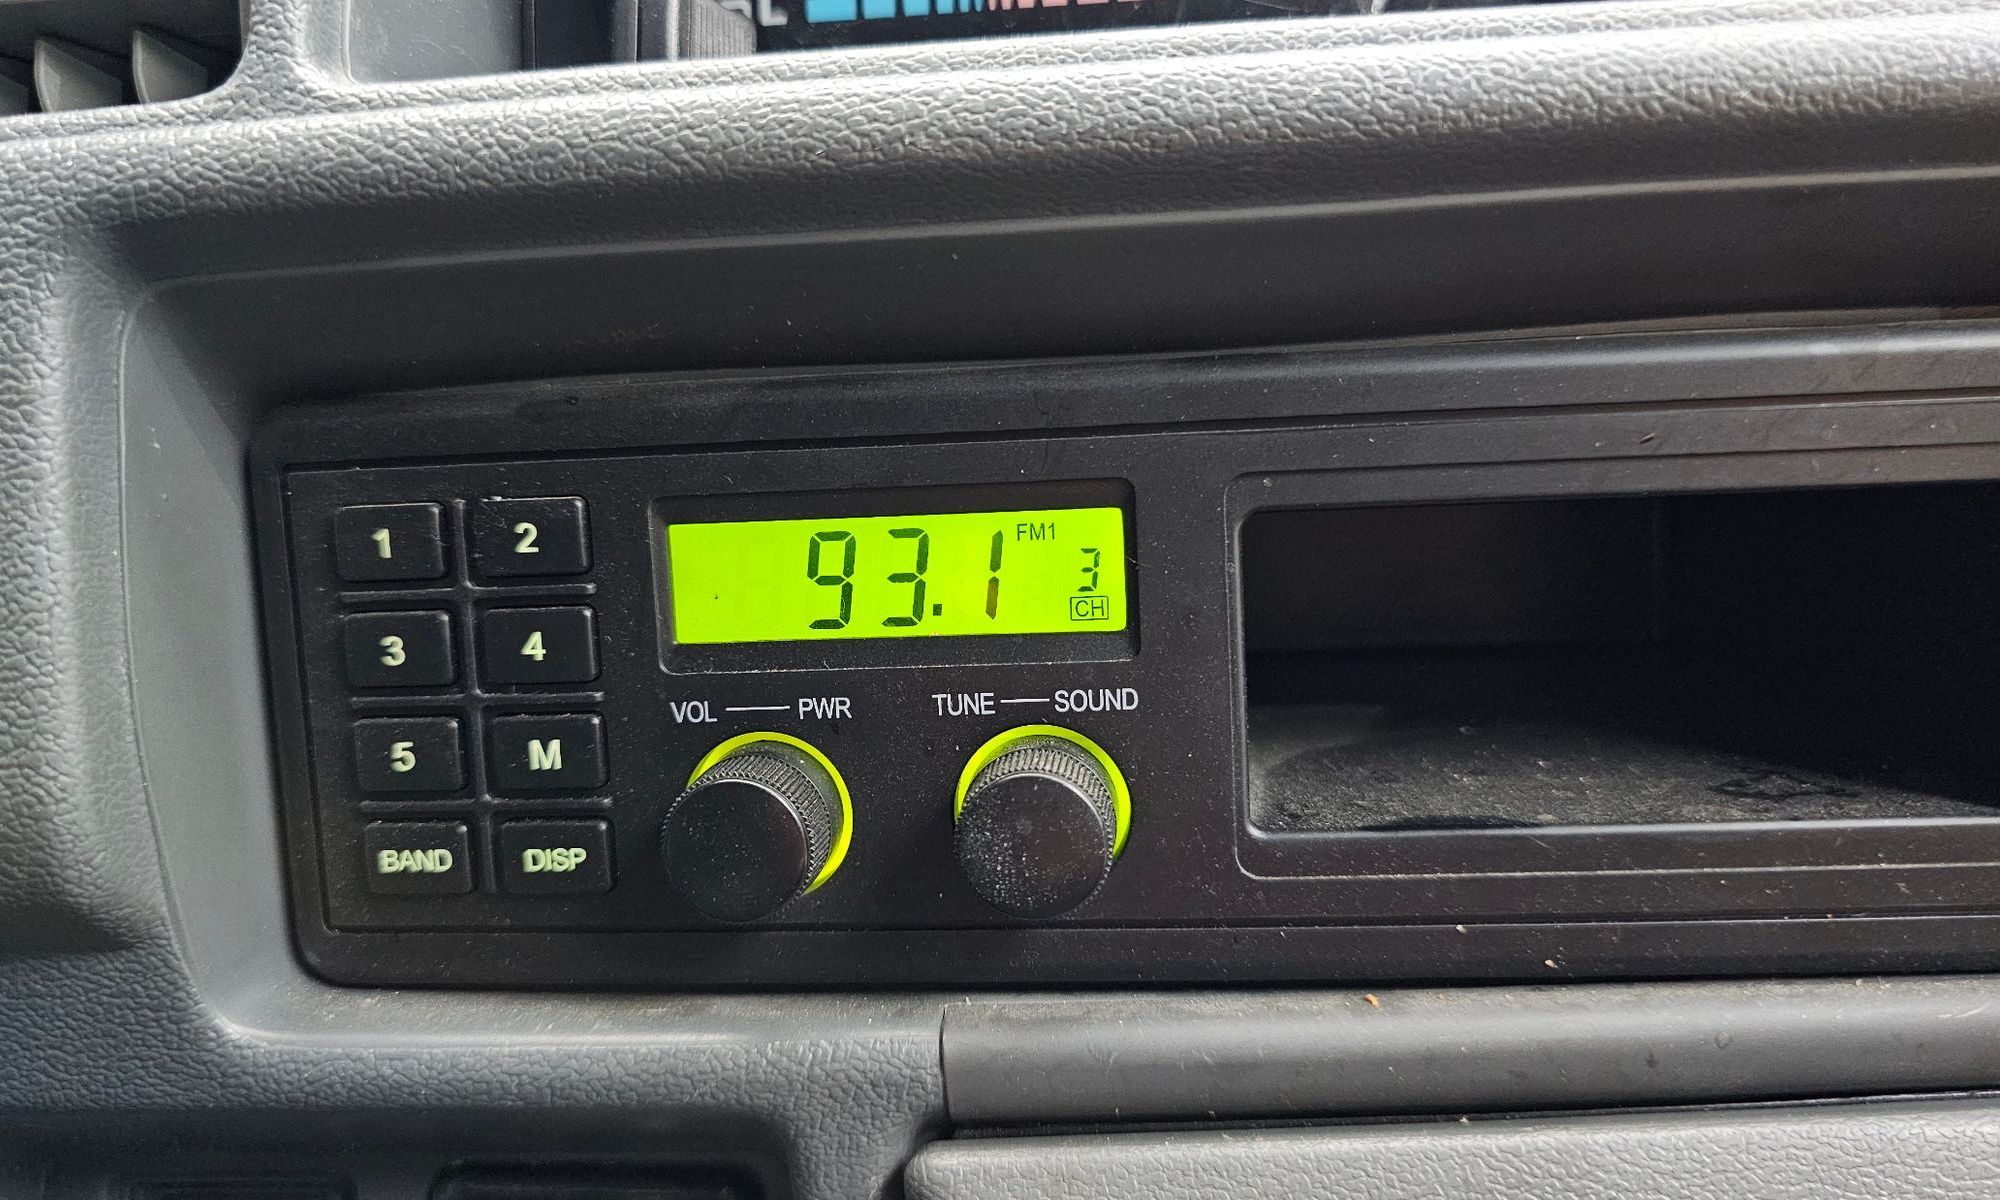 1 2
3 4
5 M
BAND DISP
93.1 FM1 3
CH
VOL PWR TUNE SOUND